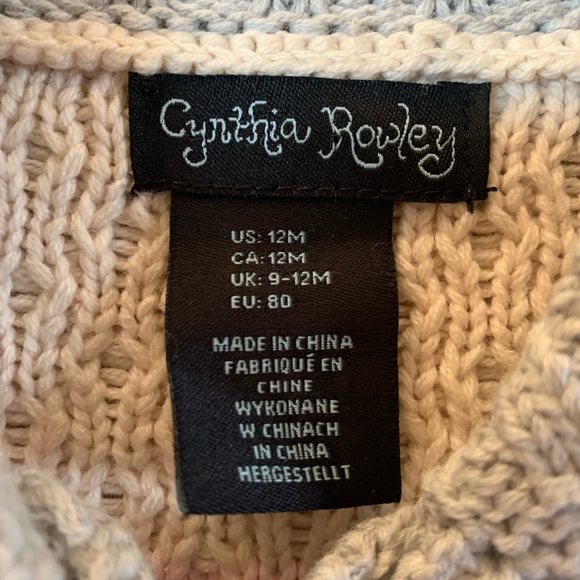 Cynthia Rowley
US: 12M
CA: 12M
UK: 9-12M
EU: 80
MADE IN CHINA
FABRIQUÉ EN
CHINE
WYKONANE
W CHINACH
IN CHINA
HERGESTELLT